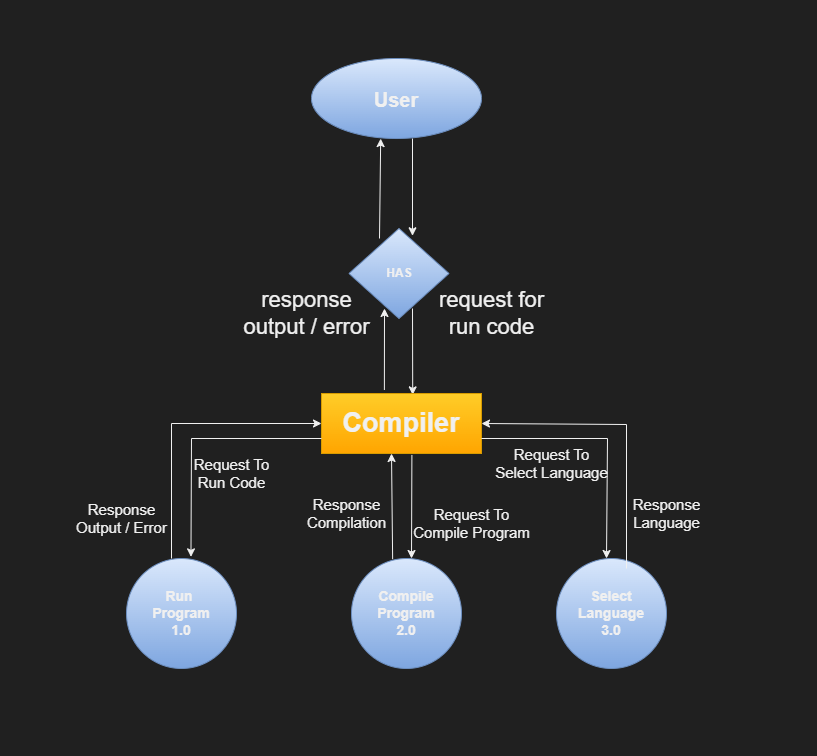 User
HAS
response
output / error
request for
run code
Compiler
Request To
Run Code
Response
Output / Error
Response
Compilation
Request To
Compile Program
Request To
Select Language
Response
Language
Run
Program
1.0
Compile
Program
2.0
Select
Language
3.0